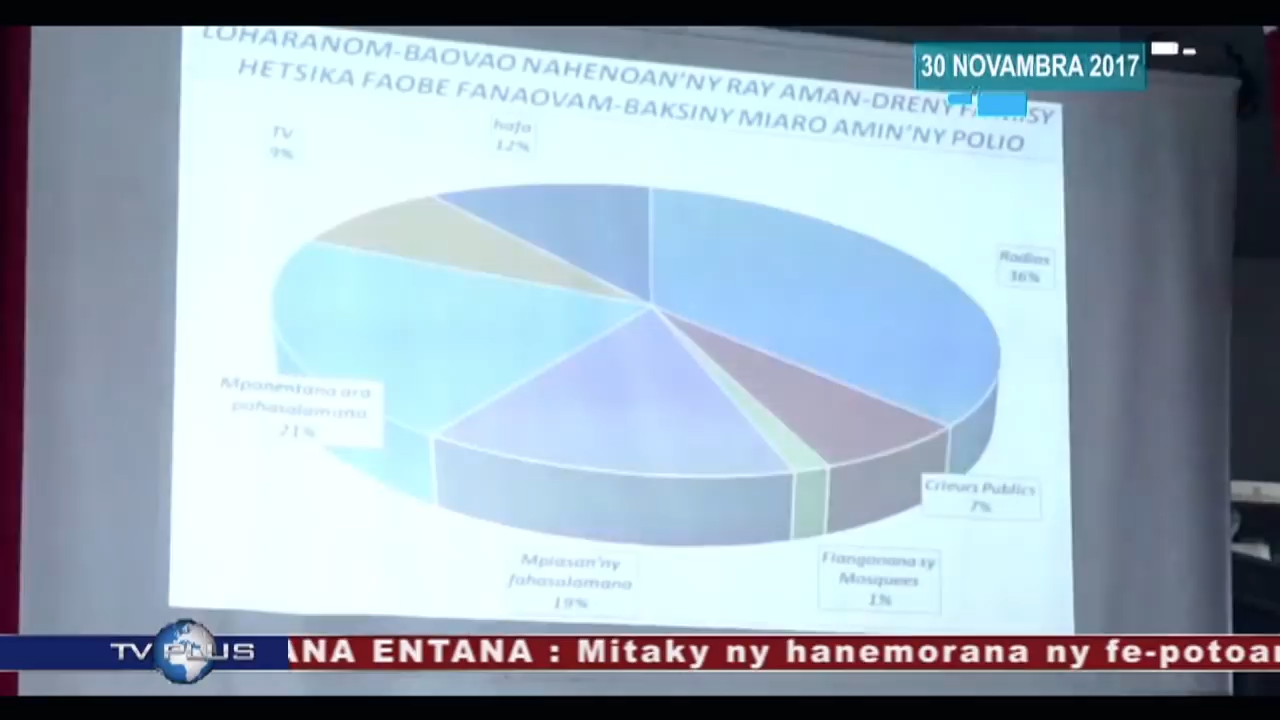 LOHARANOM-BAOVAO NAHENOAN'NY RAY AMAN-DRENY
HETSIKA FAOBE FANAOVAM-BAKSINY MIARO AMIN'NY POLIO
30 NOVAMBRA 2017
TV
9%
hafa
12%
Radios
36%
Mpanentana ara
pahasalamana
21%
Crieurs Publics
7%
Mpiasan'ny
fahasalamana
19%
Fiangonana sy
Mosquees
1%
TV PLUS
ANA ENTANA : Mitaky ny hanemorana ny fe-potoan